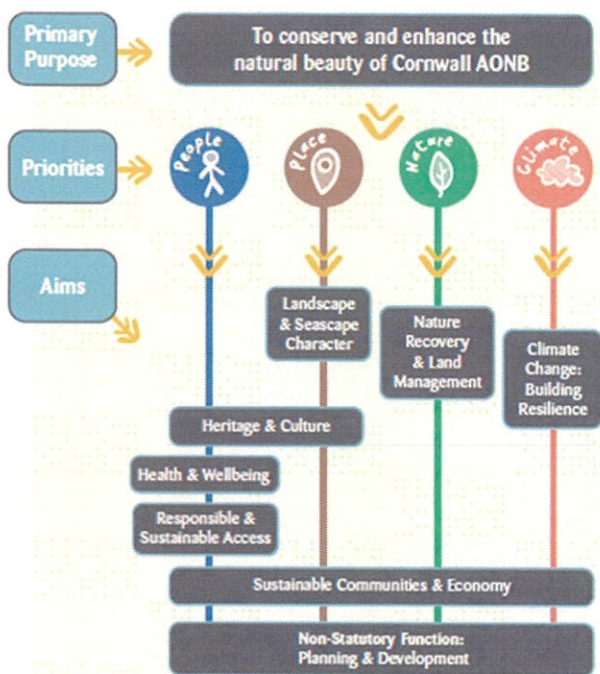 Primary
Purpose
To conserve and enhance the
natural beauty of Cornwall AONB
Priorities
People
Place
Nature
Climate
Aims
Landscape
& Seascape
Character
Nature
Recovery
& Land
Management
Climate
Change:
Building
Resilience
Heritage & Culture
Health & Wellbeing
Responsible &
Sustainable Access
Sustainable Communities & Economy
Non-Statutory Function:
Planning & Development